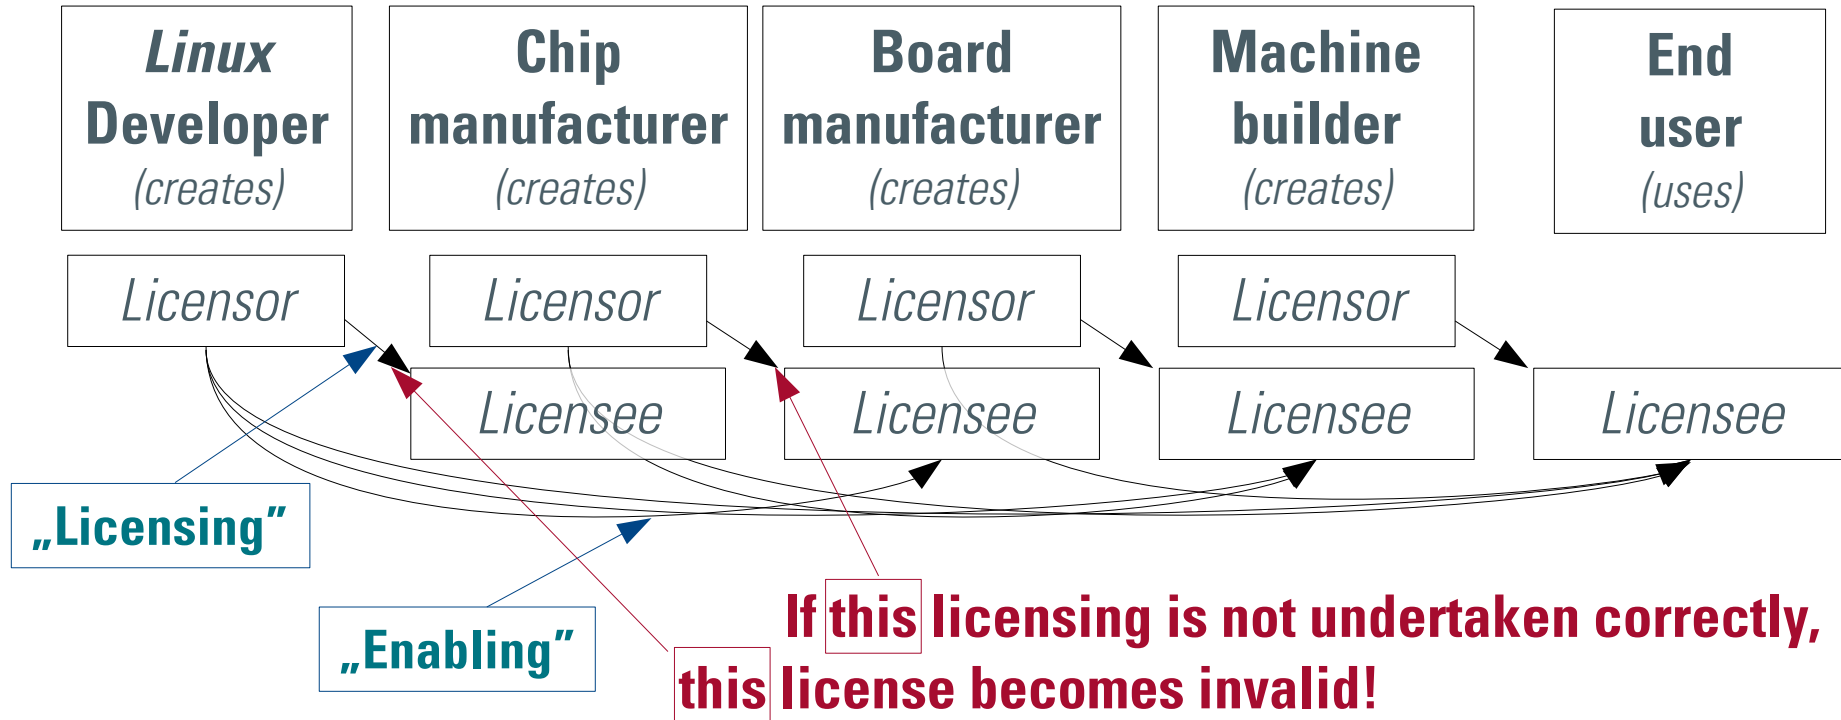 Linux
Developer
(creates)
Chip
manufacturer
(creates)
Board
manufacturer
(creates)
Machine
builder
(creates)
End
user
(uses)
Licensor
Licensor
Licensor
Licensor
Licensee
Licensee
Licensee
Licensee
„Licensing”
„Enabling”
If this licensing is not undertaken correctly,
this license becomes invalid!